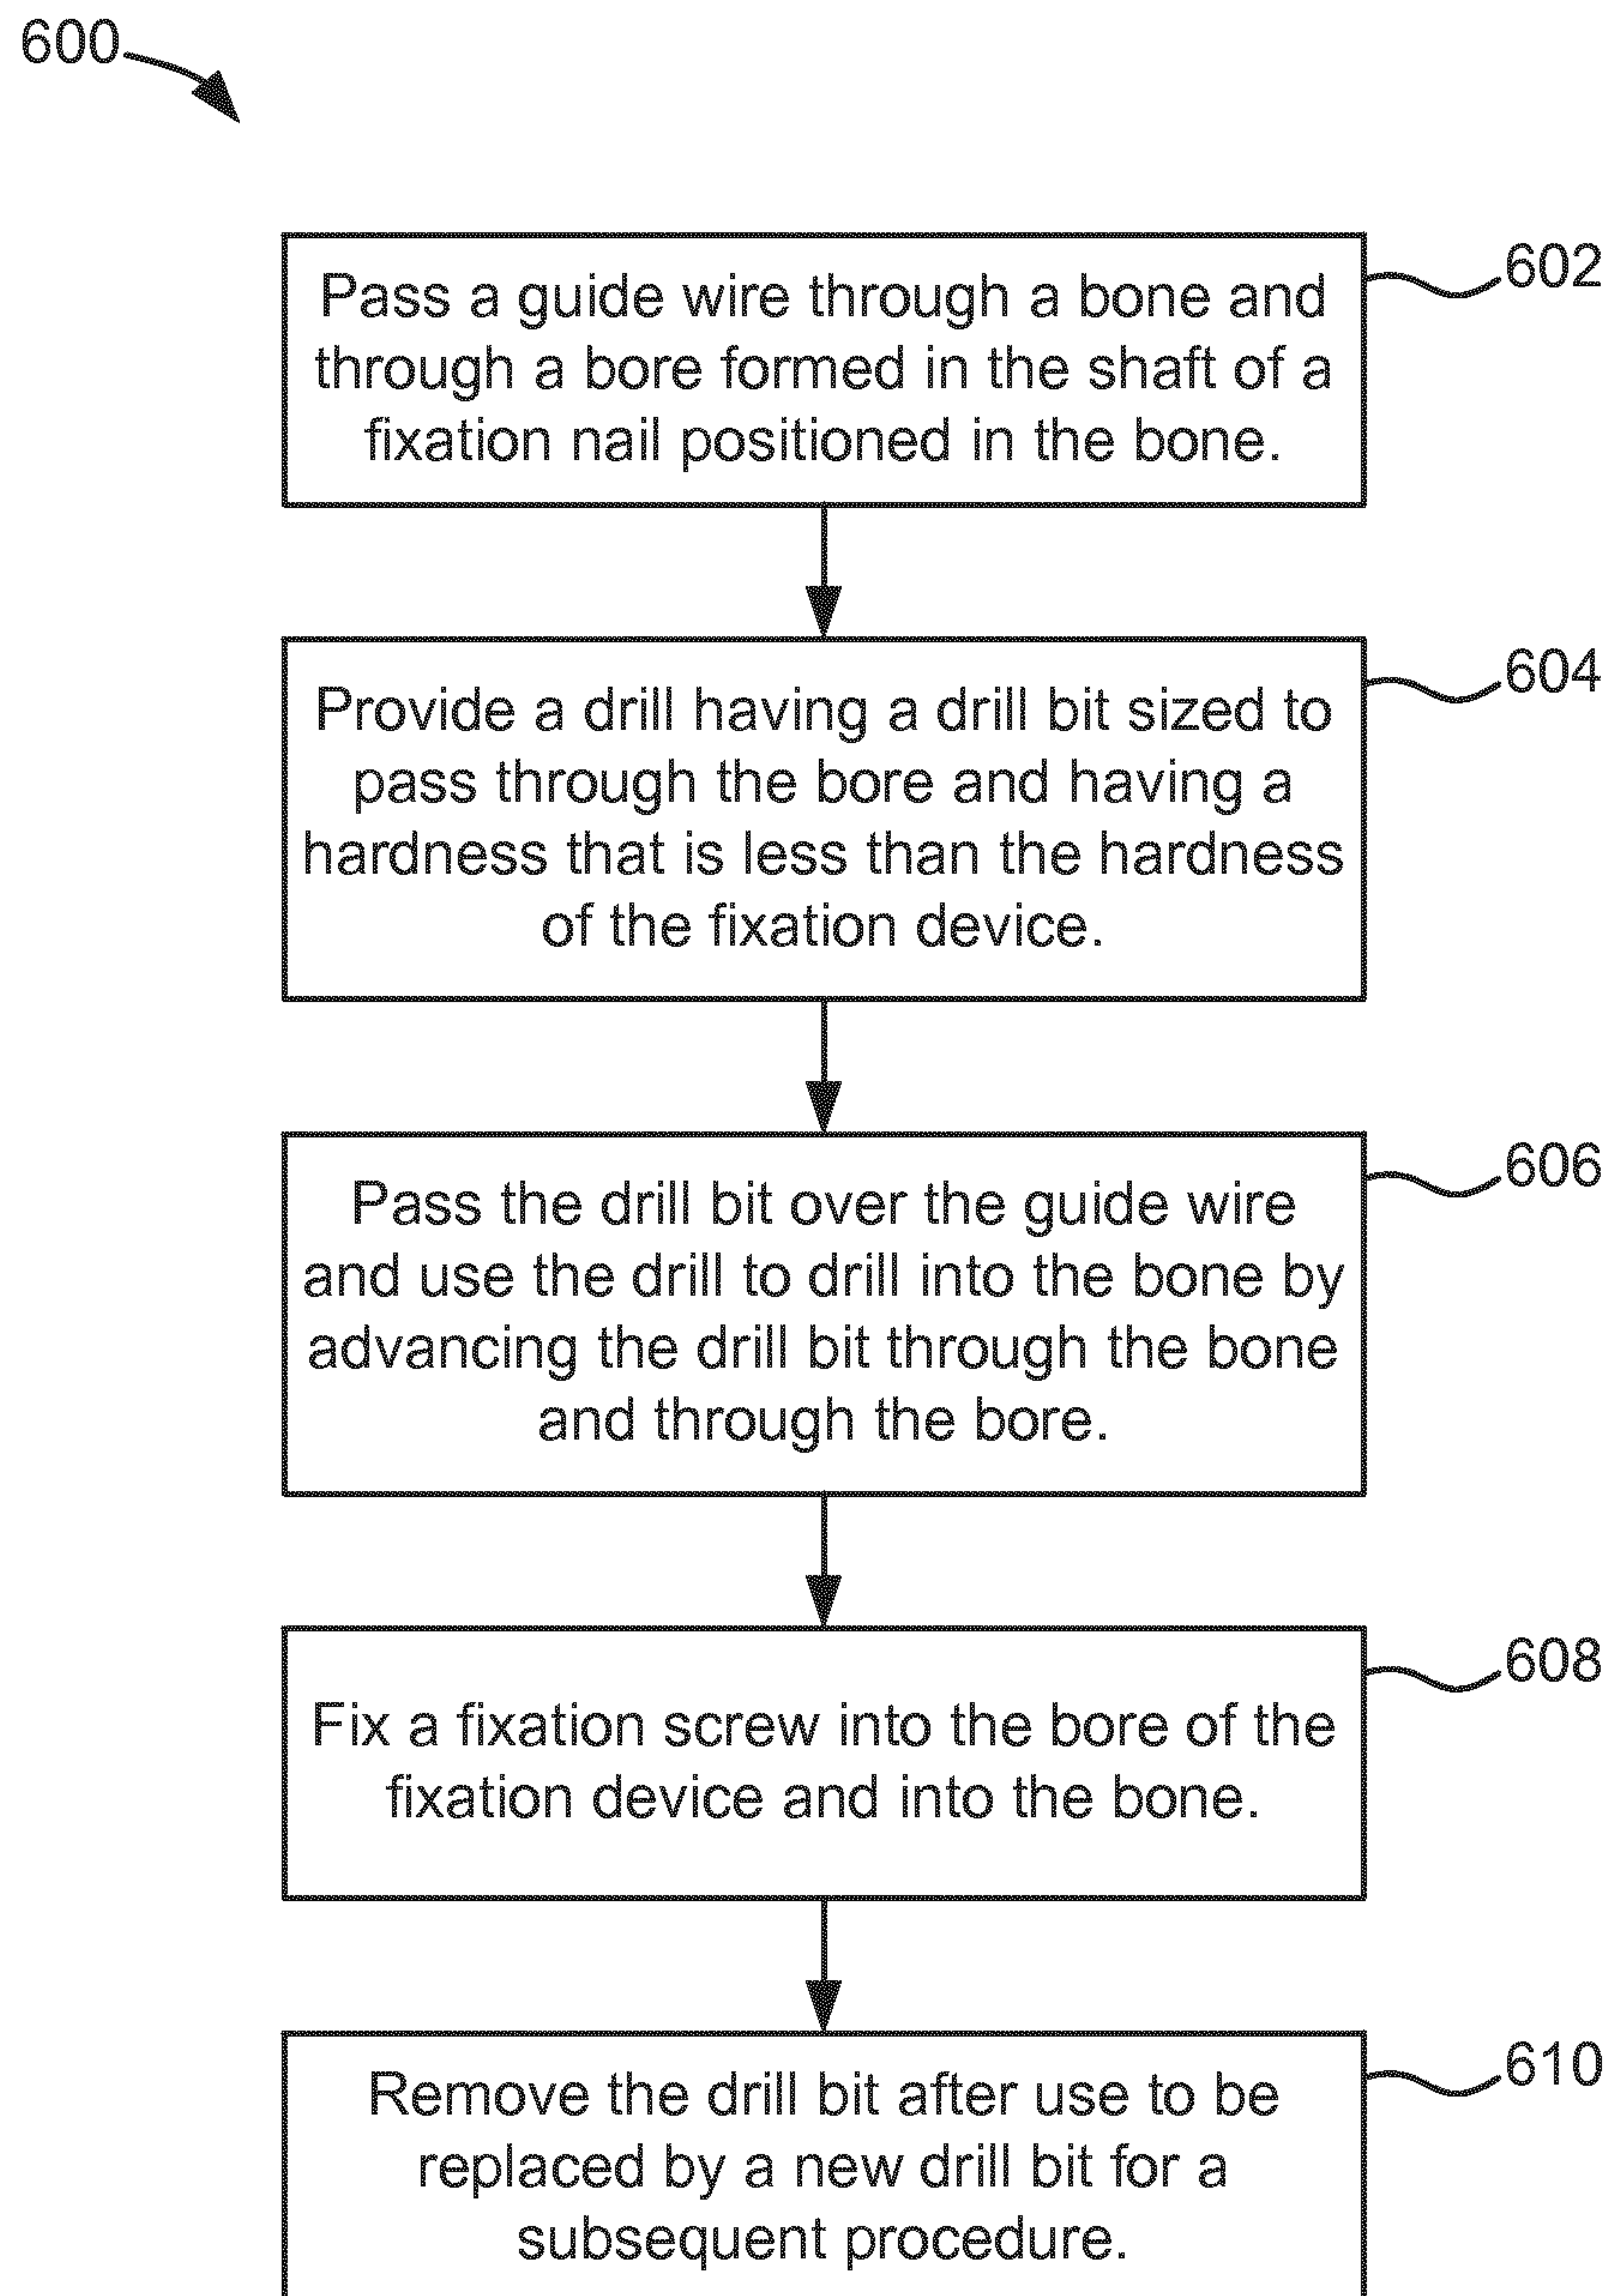 600
Pass a guide wire through a bone and
through a bore formed in the shaft of a
fixation nail positioned in the bone.
602
Provide a drill having a drill bit sized to
pass through the bore and having a
hardness that is less than the hardness
of the fixation device.
604
Pass the drill bit over the guide wire
and use the drill to drill into the bone by
advancing the drill bit through the bone
and through the bore.
606
Fix a fixation screw into the bore of the
fixation device and into the bone.
608
Remove the drill bit after use to be
replaced by a new drill bit for a
subsequent procedure.
610